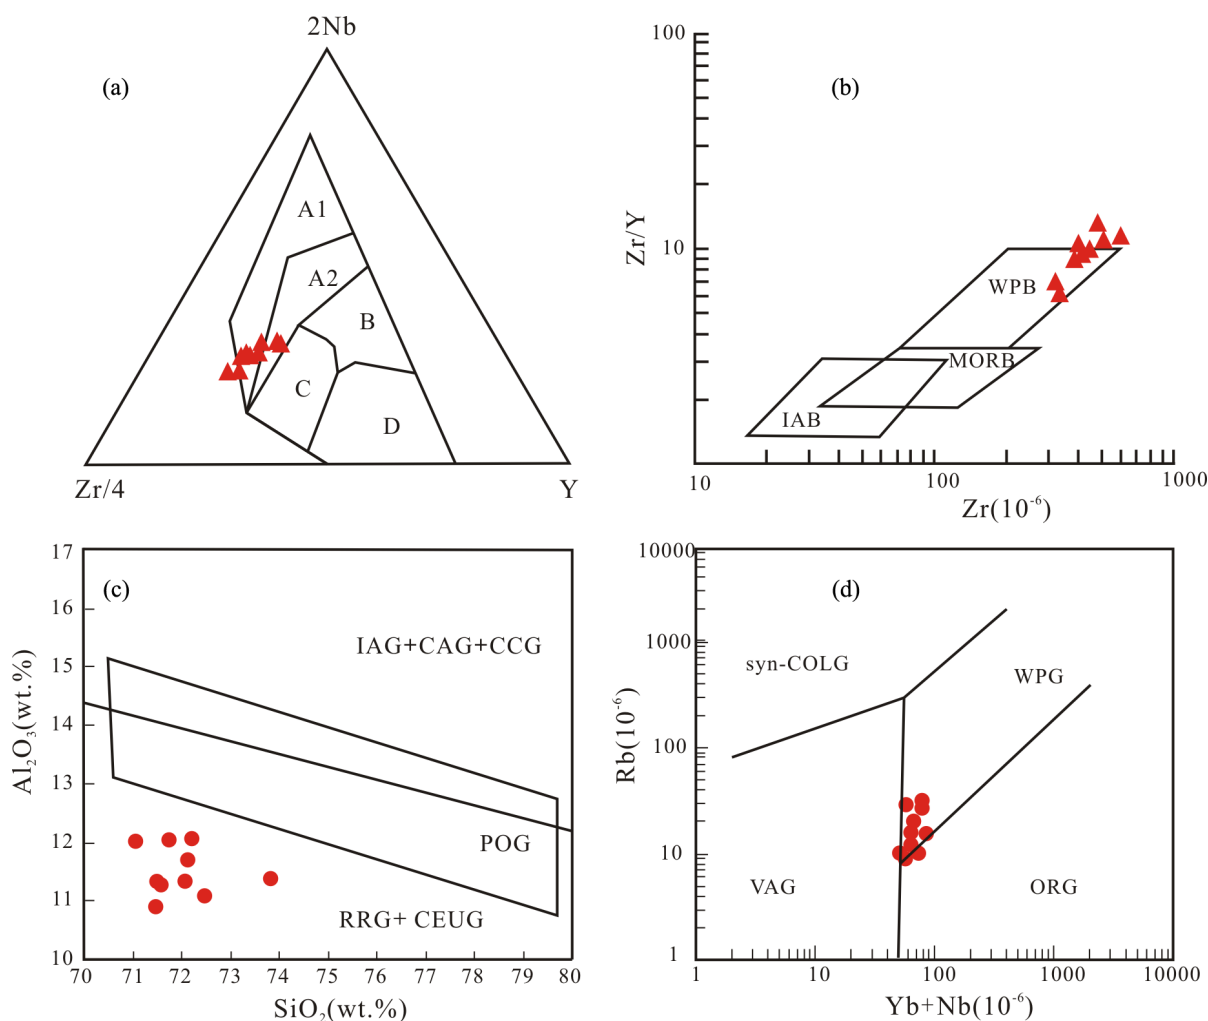 2Nb
(a)
A1
A2
B
C
D
Zr/4
Y
100
(b)
Zr/Y
10
WPB
MORB
IAB
10
100
1000
Zr(10⁻⁶)
17
(c)
16
IAG+CAG+CCG
15
14
Al₂O₃(wt.%)
13
12
POG
11
RRG+ CEUG
10
70
71
72
73
74
75
76
77
78
79
80
SiO₂(wt.%)
10000
(d)
1000
syn-COLG
WPG
Rb(10⁻⁶)
100
10
VAG
ORG
1
1
10
100
1000
10000
Yb+Nb(10⁻⁶)